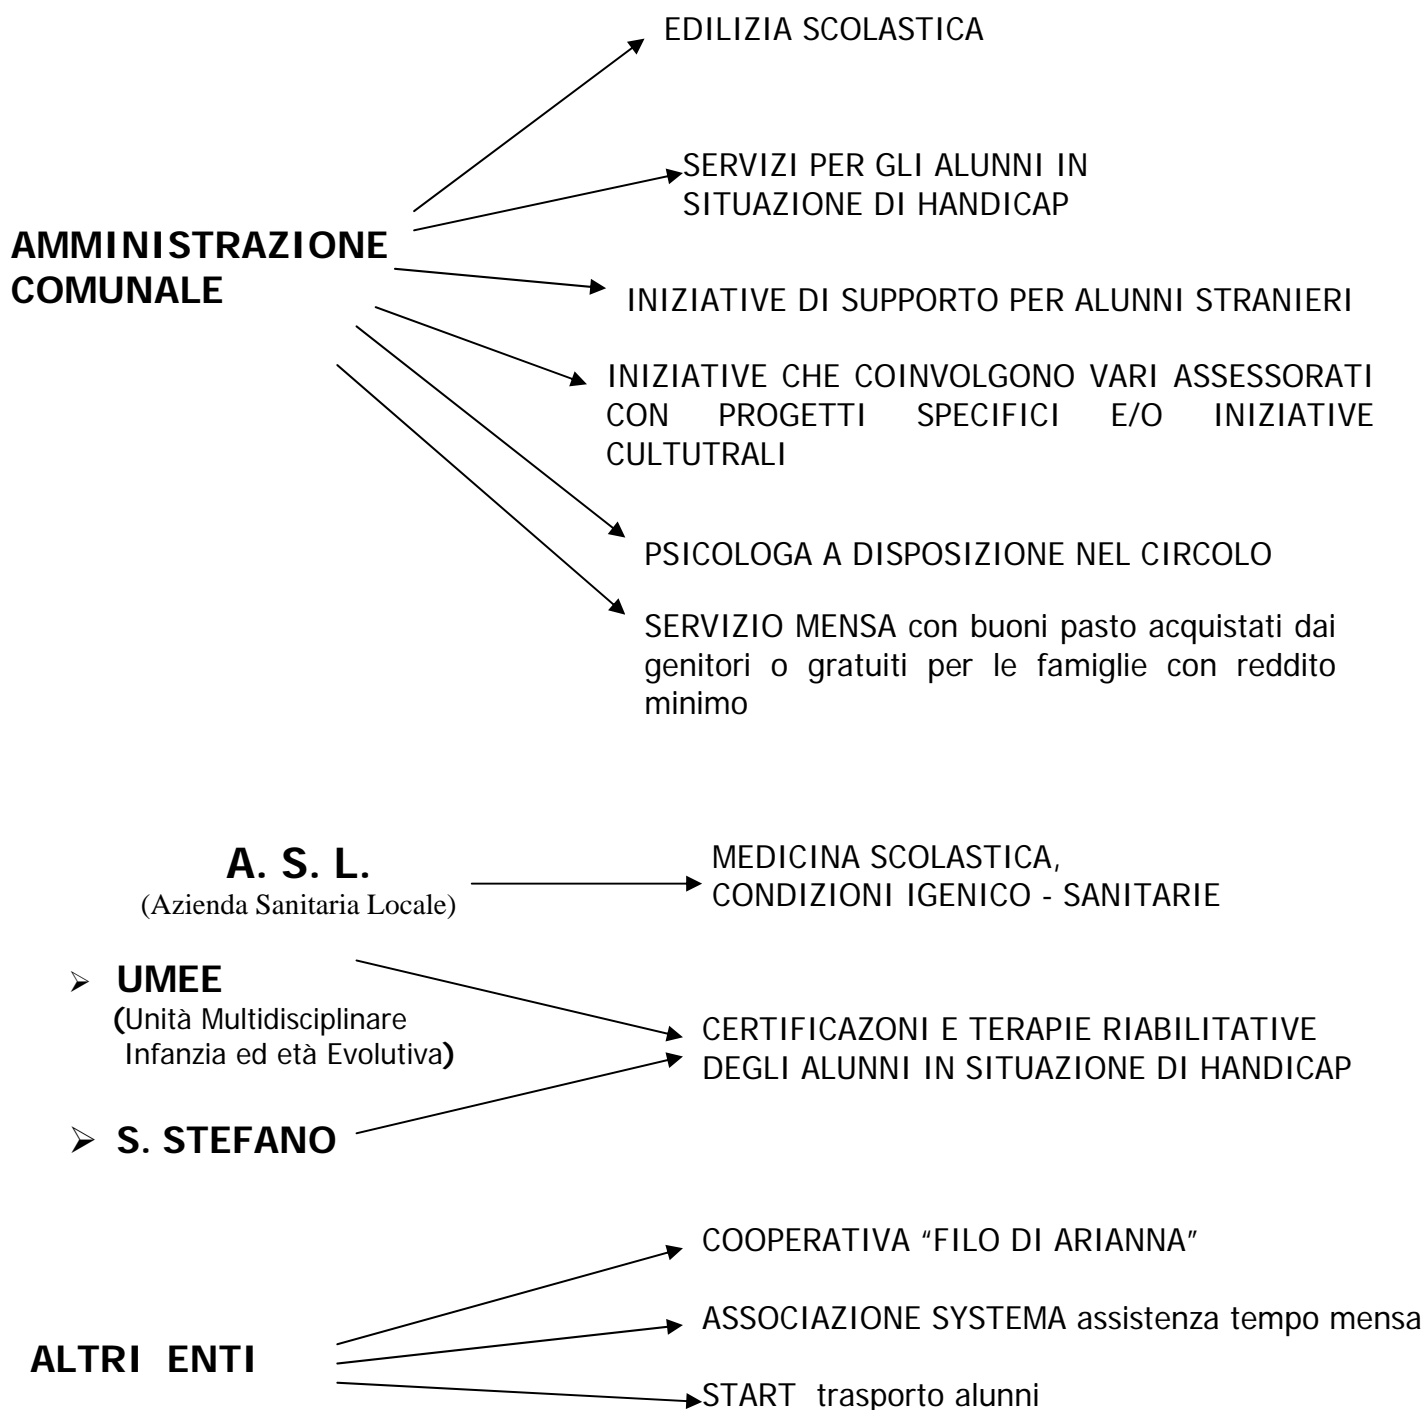 EDILIZIA SCOLASTICA
SERVIZI PER GLI ALUNNI IN
SITUAZIONE DI HANDICAP
AMMINISTRAZIONE
COMUNALE
INIZIATIVE DI SUPPORTO PER ALUNNI STRANIERI
INIZIATIVE CHE COINVOLGONO VARI ASSESSORATI
CON PROGETTI SPECIFICI E/O INIZIATIVE
CULTUTRALI
PSICOLOGA A DISPOSIZIONE NEL CIRCOLO
SERVIZIO MENSA con buoni pasto acquistati dai
genitori o gratuiti per le famiglie con reddito
minimo
A. S. L.
(Azienda Sanitaria Locale)
MEDICINA SCOLASTICA,
CONDIZIONI IGENICO - SANITARIE
➢ UMEE
(Unità Multidisciplinare
Infanzia ed età Evolutiva)
CERTIFICAZONI E TERAPIE RIABILITATIVE
DEGLI ALUNNI IN SITUAZIONE DI HANDICAP
➢ S. STEFANO
COOPERATIVA “FILO DI ARIANNA”
ASSOCIAZIONE SYSTEMA assistenza tempo mensa
ALTRI ENTI
START trasporto alunni